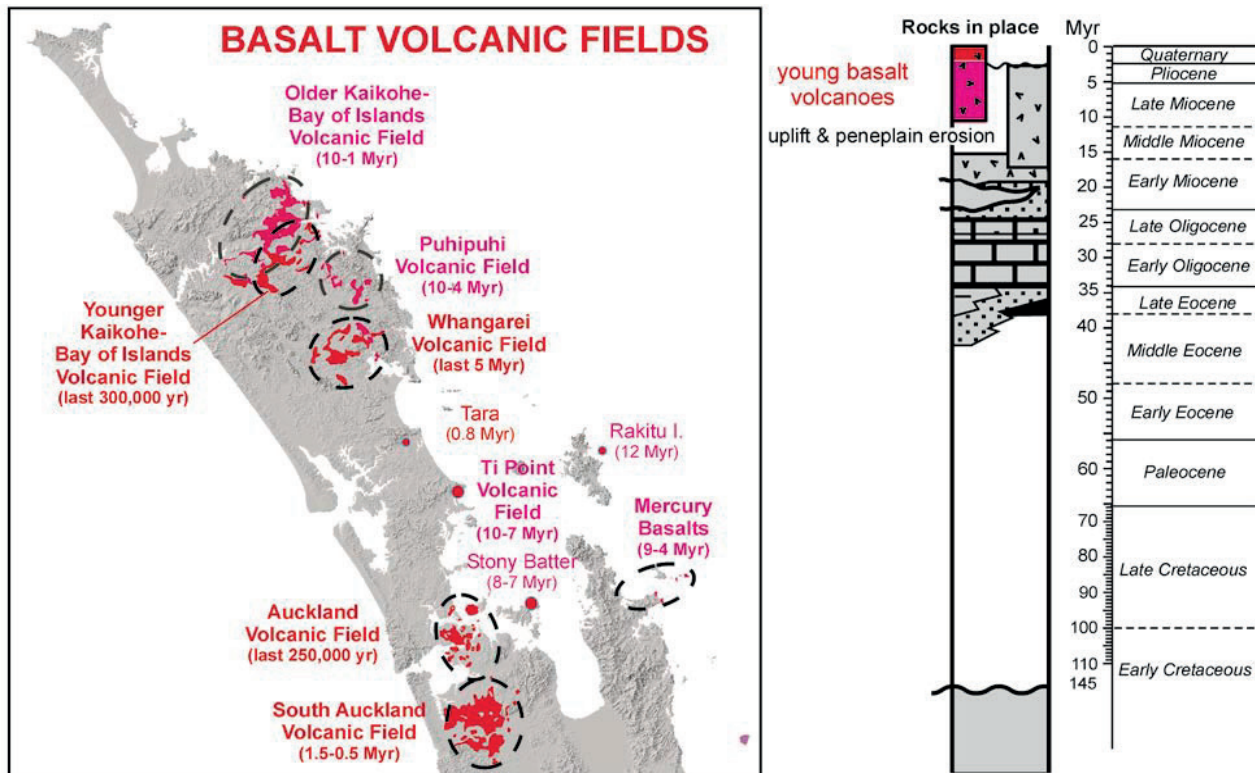 BASALT VOLCANIC FIELDS
Older Kaikohe-
Bay of Islands
Volcanic Field
(10-1 Myr)
Puhipuhi
Volcanic Field
(10-4 Myr)
Younger
Kaikohe-
Bay of Islands
Volcanic Field
(last 300,000 yr)
Whangarei
Volcanic Field
(last 5 Myr)
Tara
(0.8 Myr)
Rakitu I.
(12 Myr)
Ti Point
Volcanic
Field
(10-7 Myr)
Mercury
Basalts
(9-4 Myr)
Stony Batter
(8-7 Myr)
Auckland
Volcanic Field
(last 250,000 yr)
South Auckland
Volcanic Field
(1.5-0.5 Myr)
Rocks in place
Myr
young basalt
volcanoes
uplift & peneplain erosion
0
5
10
15
20
25
30
35
40
50
60
70
80
90
100
110
145
Quaternary
Pliocene
Late Miocene
Middle Miocene
Early Miocene
Late Oligocene
Early Oligocene
Late Eocene
Middle Eocene
Early Eocene
Paleocene
Late Cretaceous
Early Cretaceous